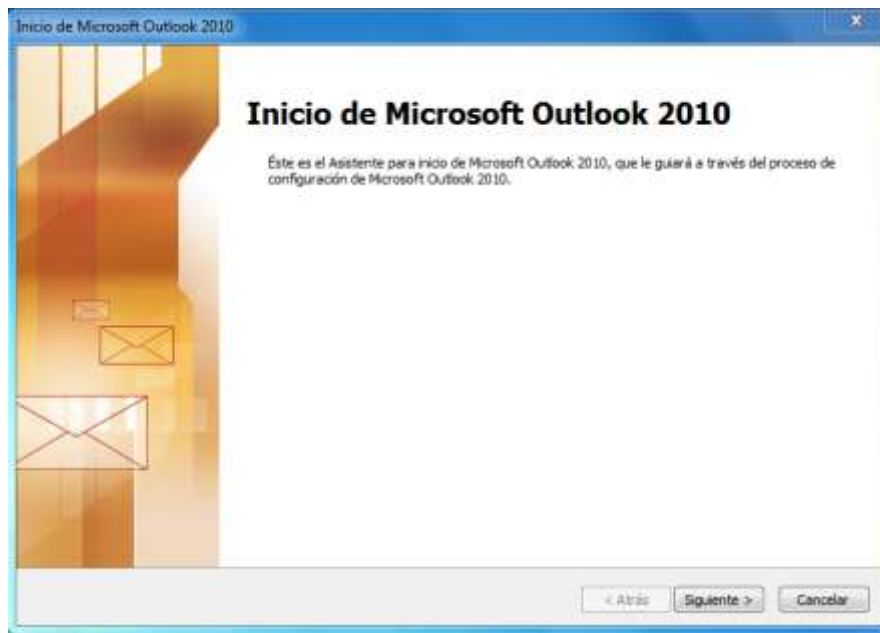 Inicio de Microsoft Outlook 2010
x
Inicio de Microsoft Outlook 2010
Éste es el Asistente para inicio de Microsoft Outlook 2010, que le guiará a través del proceso de
configuración de Microsoft Outlook 2010.
< Atrás Siguiente > Cancelar